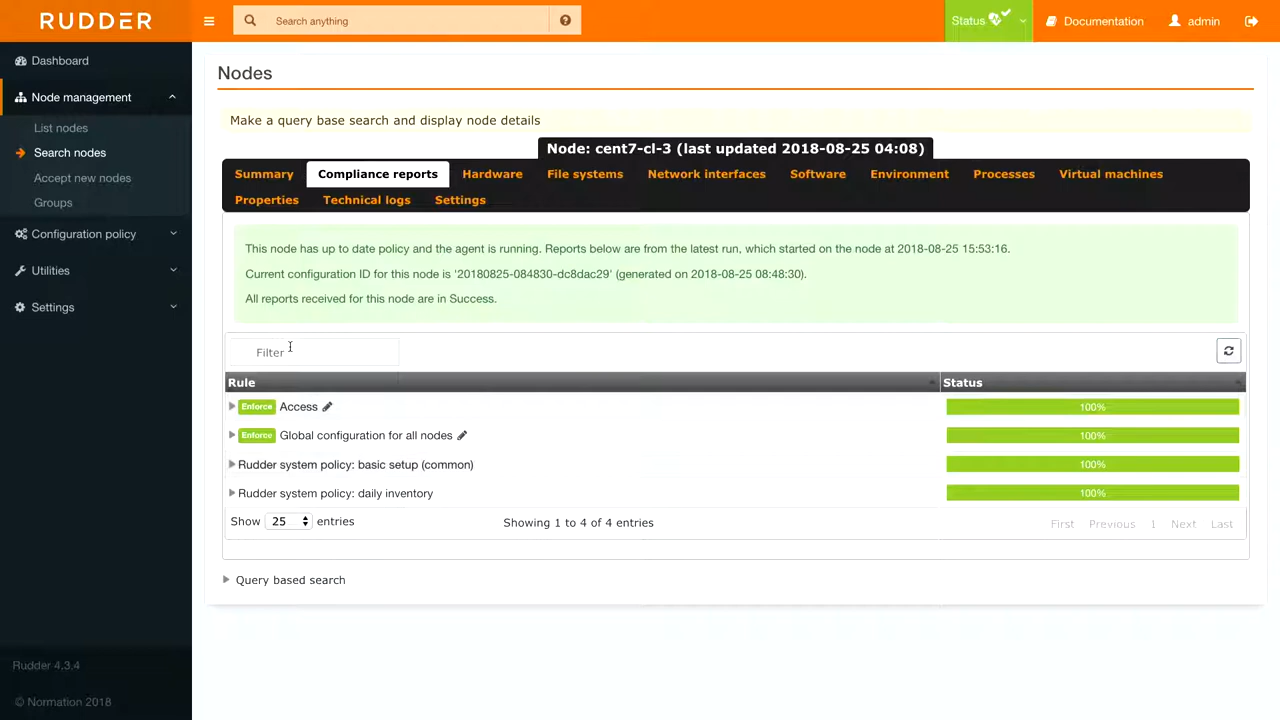 RUDDER
Search anything
Status
Documentation
admin
Dashboard
Node management
List nodes
Search nodes
Accept new nodes
Groups
Configuration policy
Utilities
Settings
Rudder 4.3.4
© Normation 2018
Nodes
Make a query base search and display node details
Node: cent7-cl-3 (last updated 2018-08-25 04:08)
Summary Compliance reports Hardware File systems Network interfaces Software Environment Processes Virtual machines
Properties Technical logs Settings
This node has up to date policy and the agent is running. Reports below are from the latest run, which started on the node at 2018-08-25 15:53:16.
Current configuration ID for this node is '20180825-084830-dc8dac29' (generated on 2018-08-25 08:48:30).
All reports received for this node are in Success.
Filter
Rule Status
Enforce Access 100%
Enforce Global configuration for all nodes 100%
Rudder system policy: basic setup (common) 100%
Rudder system policy: daily inventory 100%
Show 25 entries Showing 1 to 4 of 4 entries First Previous 1 Next Last
Query based search